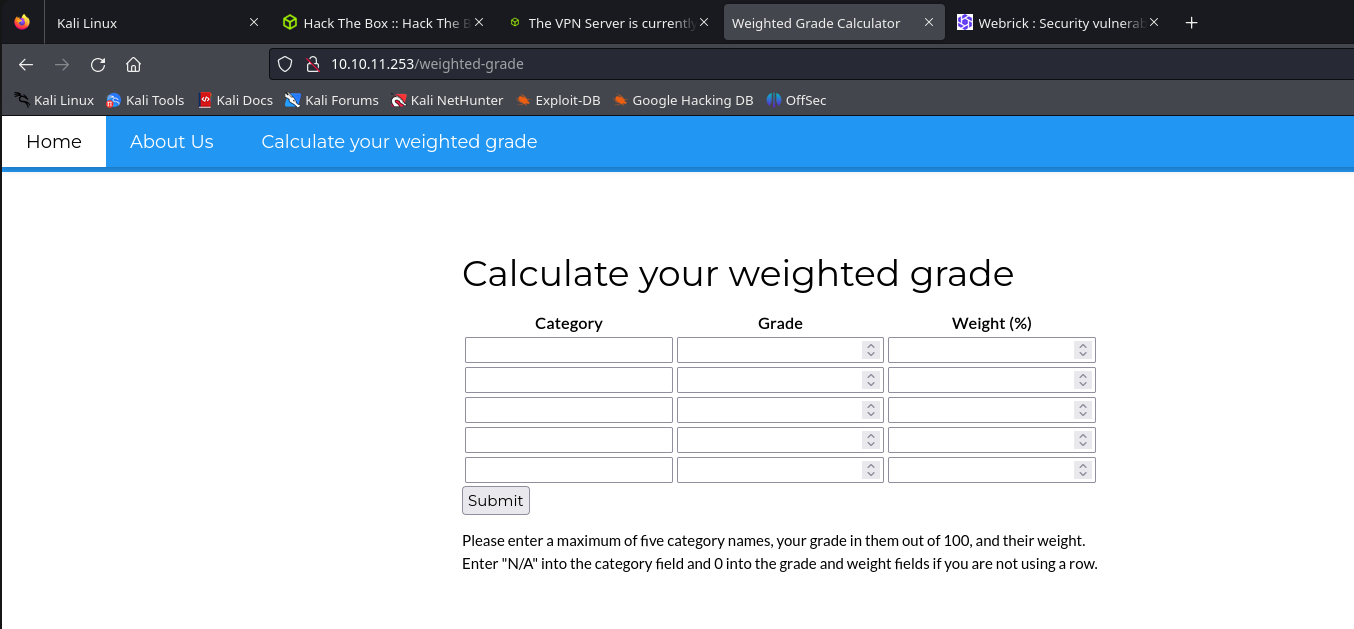 Kali Linux
Hack The Box :: Hack The B
The VPN Server is currently
Weighted Grade Calculator
Webrick : Security vulnerab
10.10.11.253/weighted-grade
Kali Linux Kali Tools Kali Docs Kali Forums Kali NetHunter Exploit-DB Google Hacking DB OffSec
Home About Us Calculate your weighted grade
Calculate your weighted grade
Category Grade Weight (%)
Submit
Please enter a maximum of five category names, your grade in them out of 100, and their weight.
Enter "N/A" into the category field and 0 into the grade and weight fields if you are not using a row.